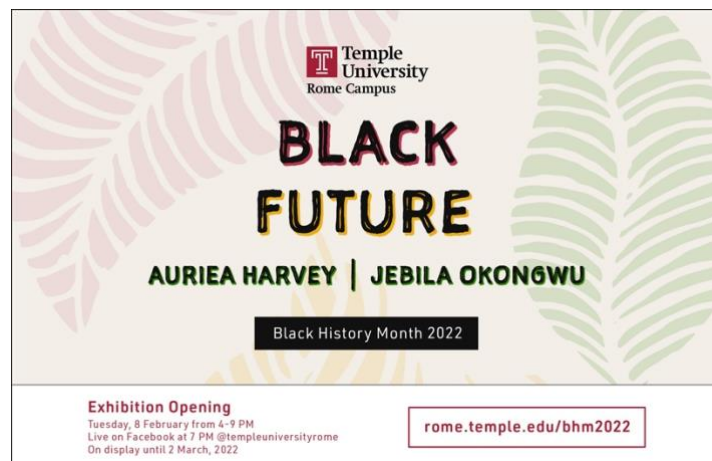 Temple
University
Rome Campus
BLACK
FUTURE
AURIEA HARVEY | JEBILA OKONGWU
Black History Month 2022
Exhibition Opening
Tuesday, 8 February from 4-9 PM
Live on Facebook at 7 PM @templeuniversityrome
On display until 2 March, 2022
rome.temple.edu/bhm2022